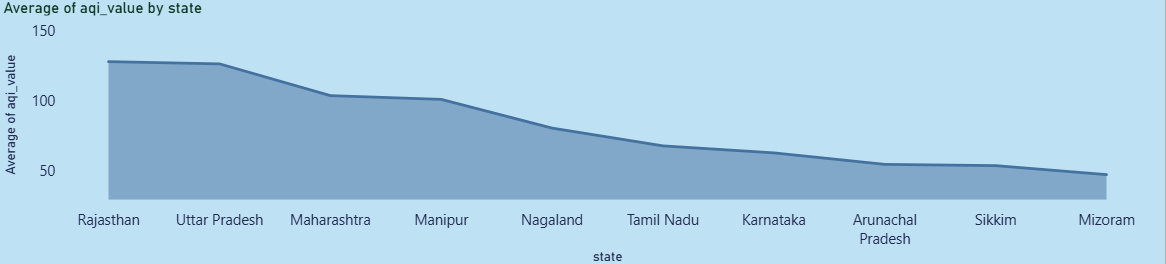 Average of aqi_value by state
150
100
50
Average of aqi_value
Rajasthan Uttar Pradesh Maharashtra Manipur Nagaland Tamil Nadu Karnataka Arunachal Pradesh Sikkim Mizoram
state